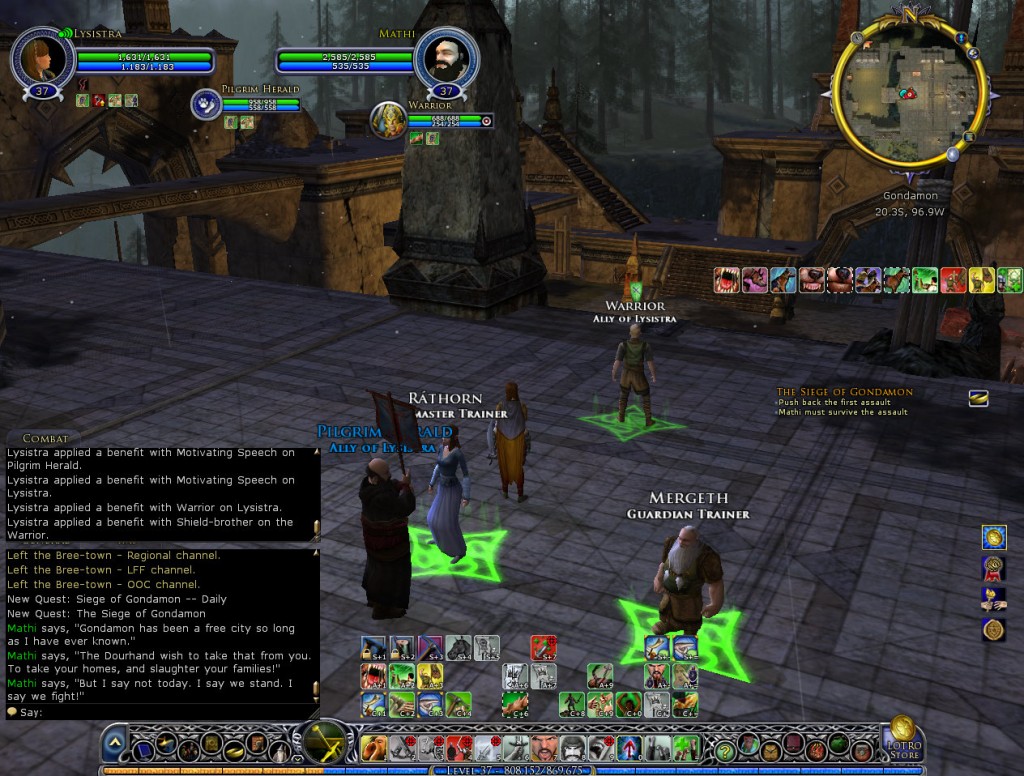 Lysistra
1,631/1,631
1,183/1,183
37
Pilgrim Herald
958/958
558/558
Mathi
2,585/2,585
535/535
37
Warrior
688/688
254/254
N
Gondamon
20.3S, 96.9W
Warrior
Ally of Lysistra
The Siege of Gondamon
Push back the first assault
Mathi must survive the assault
Ráthorn
master Trainer
Pilgrim Herald
Ally of Lysistra
Mergeth
Guardian Trainer
Combat
Lysistra applied a benefit with Motivating Speech on
Pilgrim Herald.
Lysistra applied a benefit with Motivating Speech on
Lysistra.
Lysistra applied a benefit with Warrior on Lysistra.
Lysistra applied a benefit with Shield-brother on the
Warrior.
Left the Bree-town - Regional channel.
Left the Bree-town - LFF channel.
Left the Bree-town - OOC channel.
New Quest: Siege of Gondamon -- Daily
New Quest: The Siege of Gondamon
Mathi says, "Gondamon has been a free city so long
as I have ever known."
Mathi says, "The Dourhand wish to take that from you.
To take your homes, and slaughter your families!"
Mathi says, "But I say not today. I say we stand. I
say we fight!"
Say:
LOTRO
Store
Level 37 - 808,152/869,675